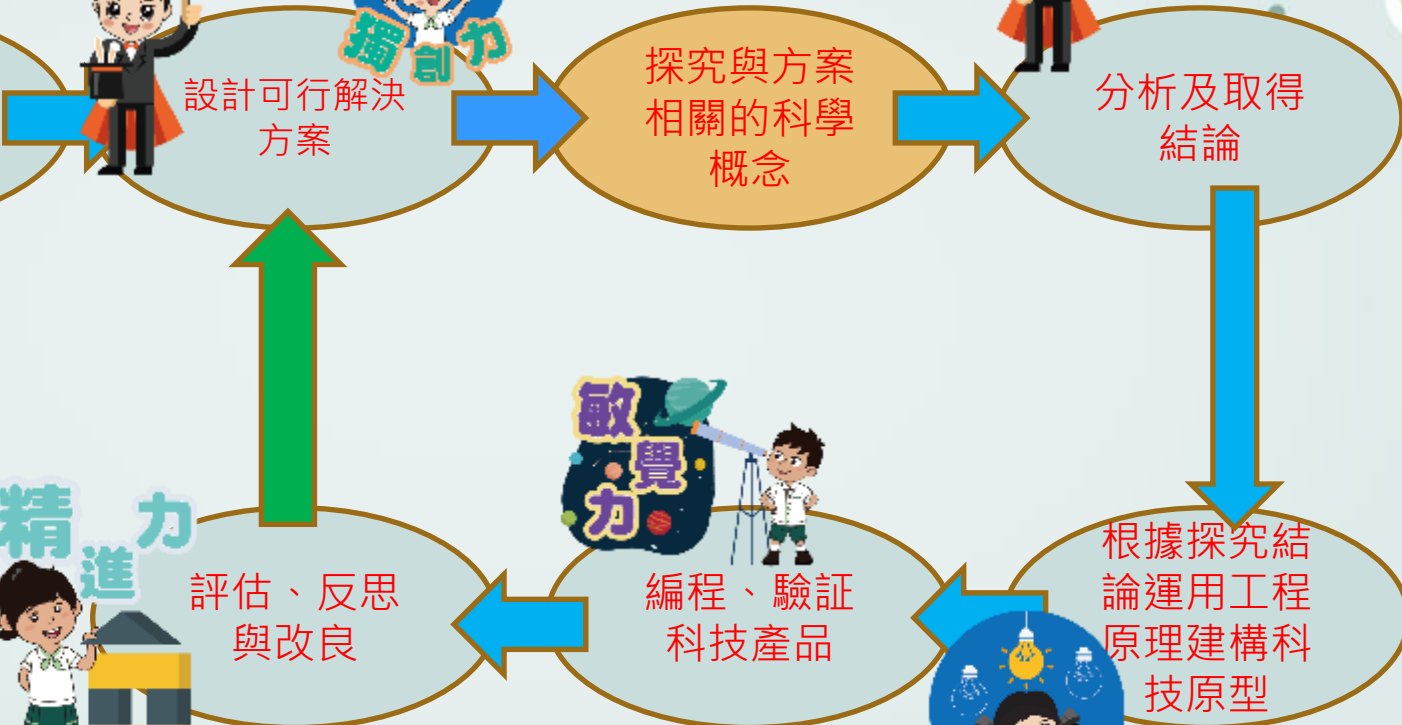 獨創力
設計可行解決
方案
探究與方案
相關的科學
概念
分析及取得
結論
敏覺力
精進力
評估、反思
與改良
編程、驗証
科技產品
根據探究結
論運用工程
原理建構科
技原型